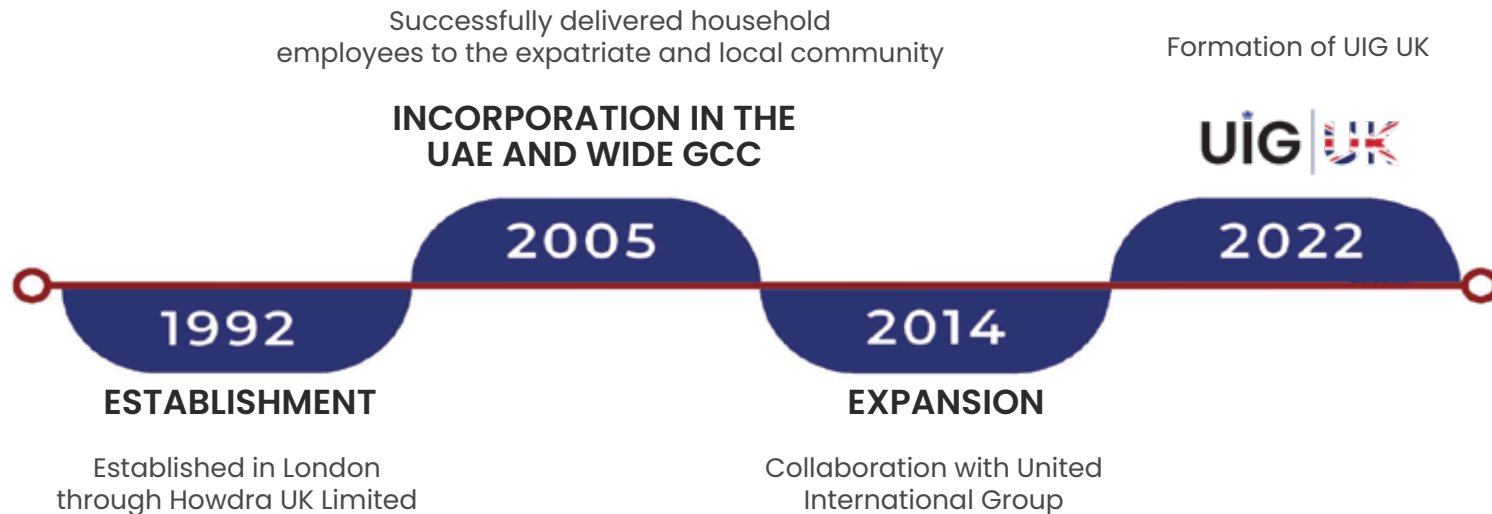 Successfully delivered household
employees to the expatriate and local community
Formation of UIG UK
INCORPORATION IN THE
UAE AND WIDE GCC
UIG UK
2005
2022
1992
2014
ESTABLISHMENT
EXPANSION
Established in London
through Howdra UK Limited
Collaboration with United
International Group